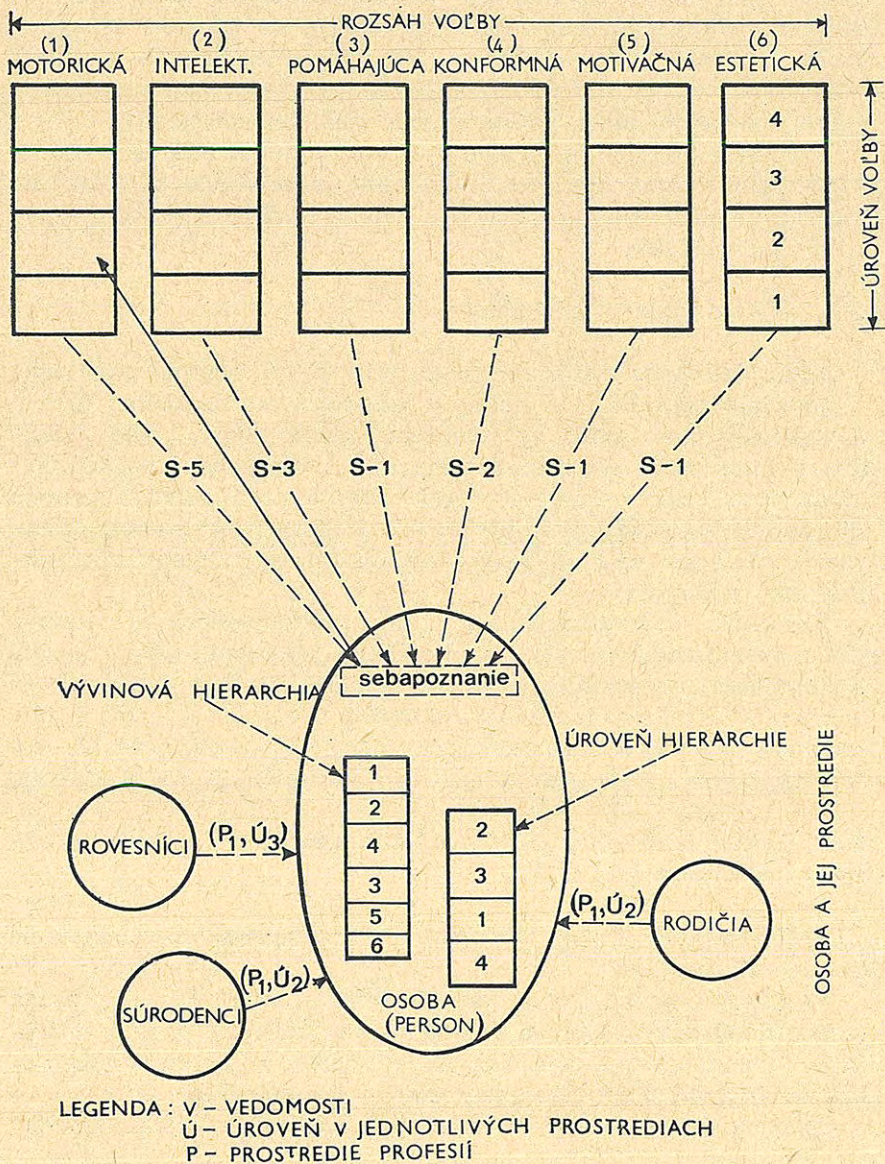 ROZSAH VOĽBY
(1) (2) (3) (4) (5) (6)
MOTORICKÁ INTELEKT. POMÁHAJÚCA KONFORMNÁ MOTIVAČNÁ ESTETICKÁ
4
3
2
1
ÚROVEŇ VOĽBY
S-5 S-3 S-1 S-2 S-1 S-1
sebapoznanie
VÝVINOVÁ HIERARCHIA
ÚROVEŇ HIERARCHIE
1
2
4
3
5
6
2
3
1
4
ROVESNÍCI
(P₁, Ú₃)
SÚRODENCI
(P₁, Ú₂)
(P₁, Ú₂)
RODIČIA
OSOBA
(PERSON)
OSOBA A JEJ PROSTREDIE
LEGENDA : V – VEDOMOSTI
Ú – ÚROVEŇ V JEDNOTLIVÝCH PROSTREDIACH
P – PROSTREDIE PROFESIÍ